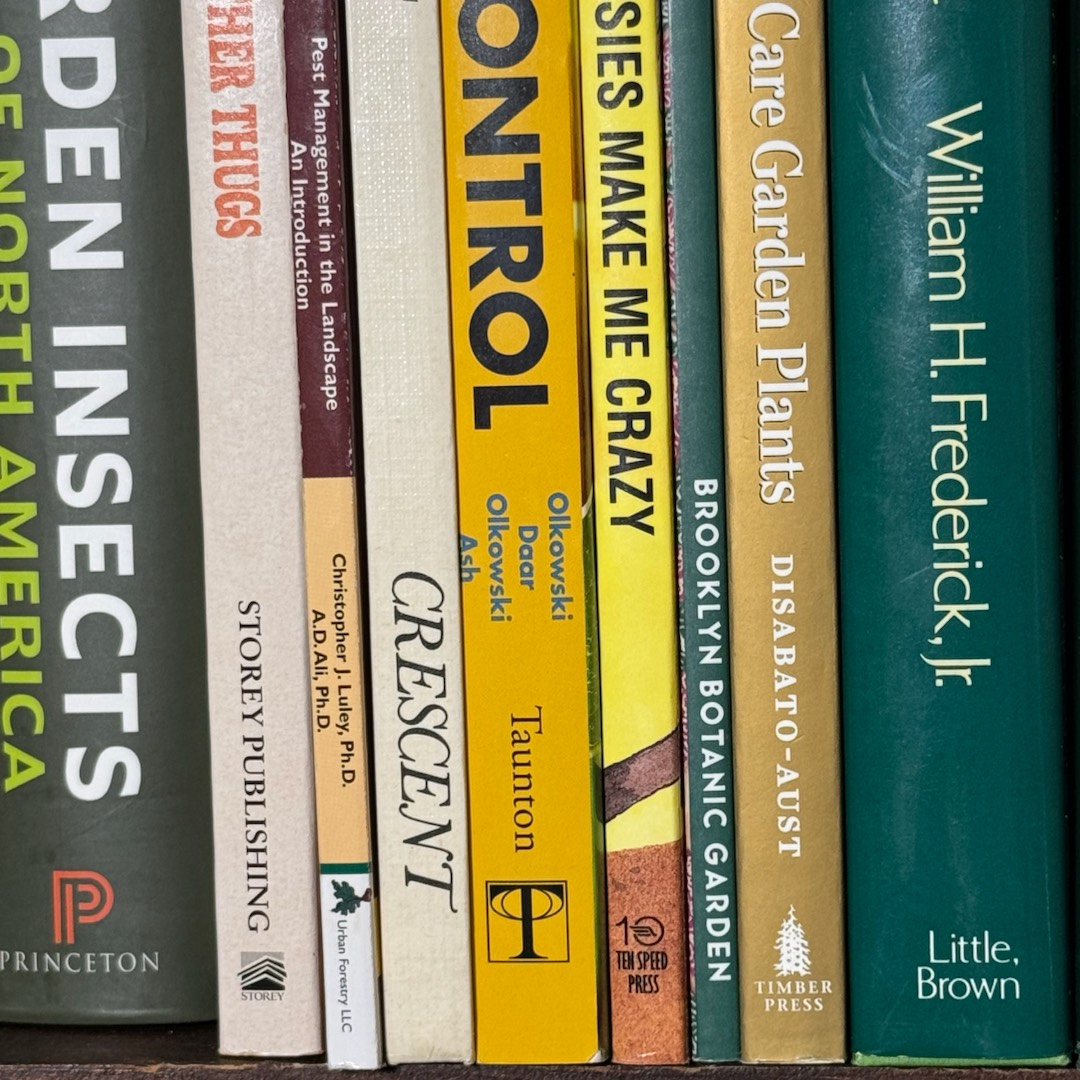 RDEN INSECTS
OF NORTH AMERICA
PRINCETON
HER THUGS
STOREY PUBLISHING
STOREY
Pest Management in the Landscape
An Introduction
Christopher J. Luley, Ph.D.
A.D. Ali, Ph.D.
Urban Forestry LLC
CRESCENT
ONTROL
Olkowski
Daar
Olkowski
Ash
Taunton
T
SIES MAKE ME CRAZY
10
TEN SPEED
PRESS
BROOKLYN BOTANIC GARDEN
Care Garden Plants
DISABATO-AUST
TIMBER
PRESS
William H. Frederick, Jr.
Little,
Brown